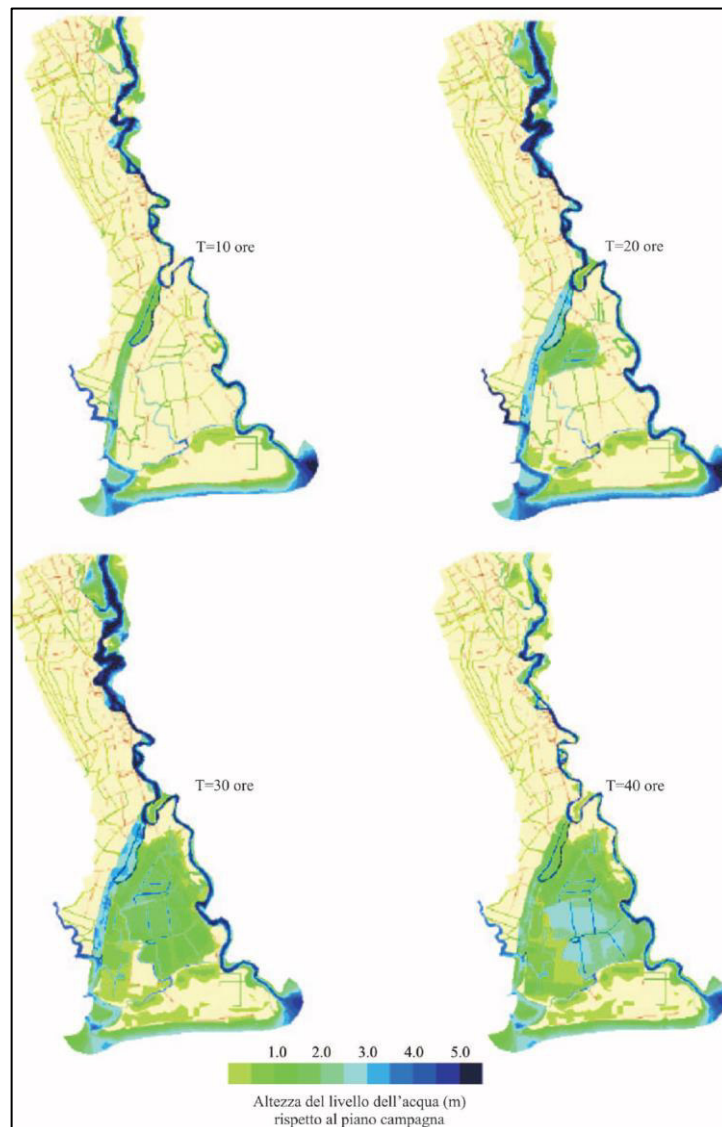 T=10 ore
T=20 ore
T=30 ore
T=40 ore
1.0 2.0 3.0 4.0 5.0
Altezza del livello dell'acqua (m)
rispetto al piano campagna